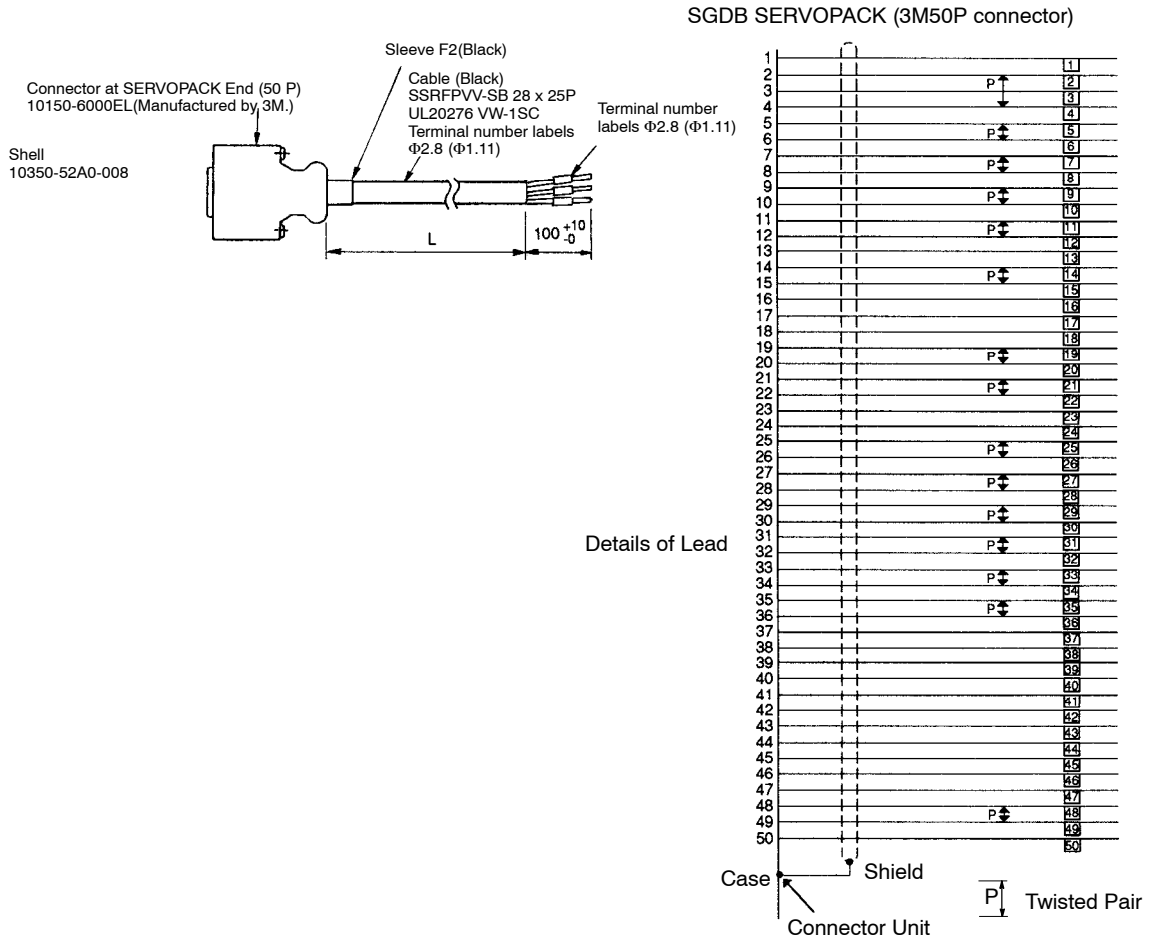 SGDB SERVOPACK (3M50P connector)
Sleeve F2(Black)
Connector at SERVOPACK End (50 P)
10150-6000EL(Manufactured by 3M.)
Cable (Black)
SSRFPVV-SB 28 x 25P
UL20276 VW-1SC
Terminal number labels
Φ2.8 (Φ1.11)
Terminal number
labels Φ2.8 (Φ1.11)
Shell
10350-52A0-008
L
100 +10 -0
Details of Lead
1 1
2 P 2
3 3
4 4
5 P 5
6 6
7 P 7
8 8
9 P 9
10 10
11 P 11
12 12
13 13
14 P 14
15 15
16 16
17 17
18 18
19 P 19
20 20
21 P 21
22 22
23 23
24 24
25 P 25
26 26
27 P 27
28 28
29 P 29
30 30
31 P 31
32 32
33 P 33
34 34
35 P 35
36 36
37 37
38 38
39 39
40 40
41 41
42 42
43 43
44 44
45 45
46 46
47 47
48 P 48
49 49
50 50
Case
Shield
P Twisted Pair
Connector Unit